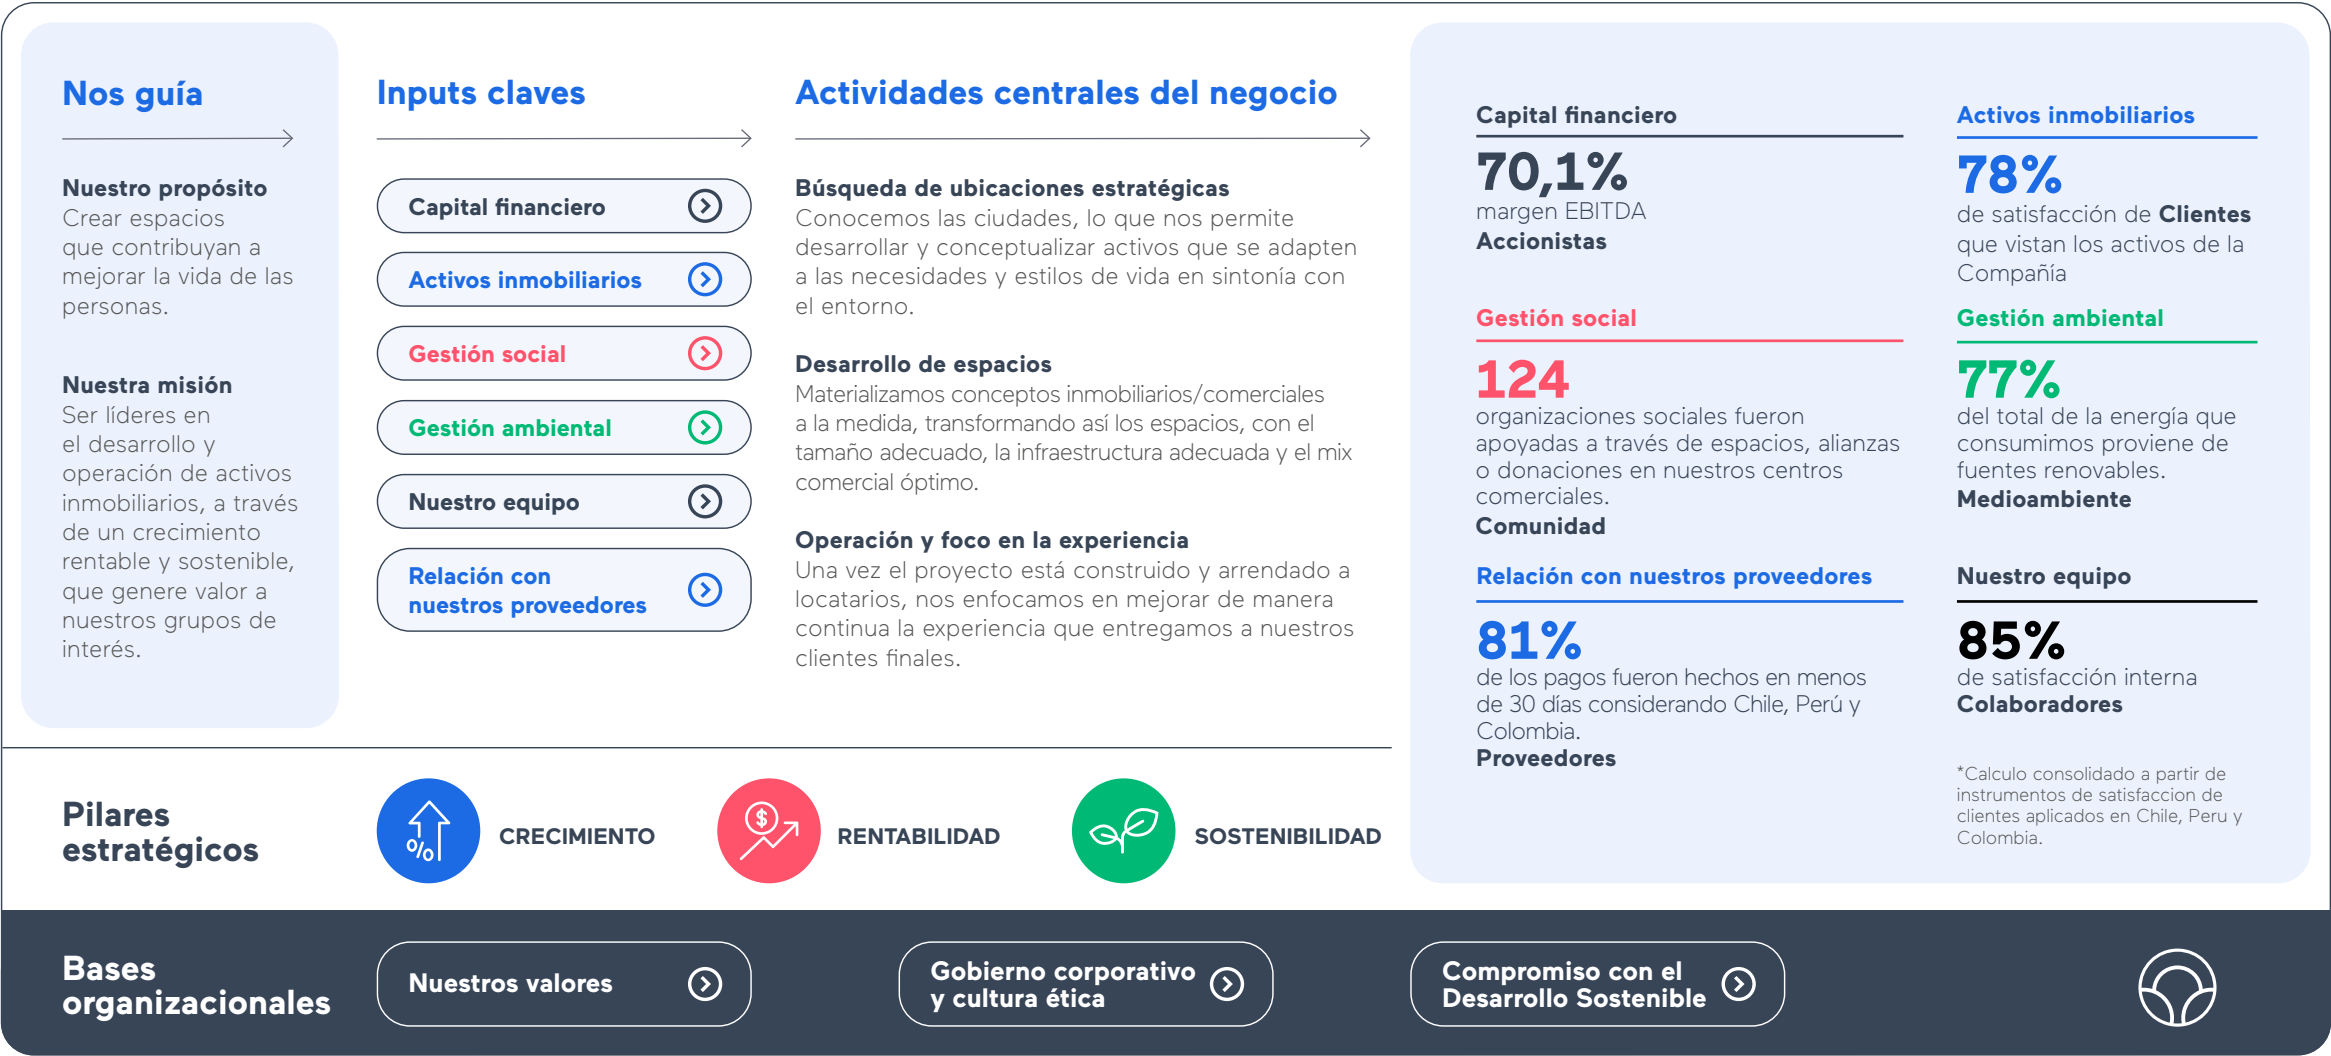 Nos guía
Nuestro propósito
Crear espacios
que contribuyan a
mejorar la vida de las
personas.
Nuestra misión
Ser líderes en
el desarrollo y
operación de activos
inmobiliarios, a través
de un crecimiento
rentable y sostenible,
que genere valor a
nuestros grupos de
interés.
Inputs claves
Capital financiero
Activos inmobiliarios
Gestión social
Gestión ambiental
Nuestro equipo
Relación con
nuestros proveedores
Actividades centrales del negocio
Búsqueda de ubicaciones estratégicas
Conocemos las ciudades, lo que nos permite
desarrollar y conceptualizar activos que se adapten
a las necesidades y estilos de vida en sintonía con
el entorno.
Desarrollo de espacios
Materializamos conceptos inmobiliarios/comerciales
a la medida, transformando así los espacios, con el
tamaño adecuado, la infraestructura adecuada y el mix
comercial óptimo.
Operación y foco en la experiencia
Una vez el proyecto está construido y arrendado a
locatarios, nos enfocamos en mejorar de manera
continua la experiencia que entregamos a nuestros
clientes finales.
Capital financiero
70,1%
margen EBITDA
Accionistas
Activos inmobiliarios
78%
de satisfacción de Clientes
que vistan los activos de la
Compañía
Gestión social
124
organizaciones sociales fueron
apoyadas a través de espacios, alianzas
o donaciones en nuestros centros
comerciales.
Comunidad
Gestión ambiental
77%
del total de la energía que
consumimos proviene de
fuentes renovables.
Medioambiente
Relación con nuestros proveedores
81%
de los pagos fueron hechos en menos
de 30 días considerando Chile, Perú y
Colombia.
Proveedores
Nuestro equipo
85%
de satisfacción interna
Colaboradores
*Calculo consolidado a partir de
instrumentos de satisfaccion de
clientes aplicados en Chile, Peru y
Colombia.
Pilares
estratégicos
%
CRECIMIENTO
$
RENTABILIDAD
SOSTENIBILIDAD
Bases
organizacionales
Nuestros valores
Gobierno corporativo
y cultura ética
Compromiso con el
Desarrollo Sostenible